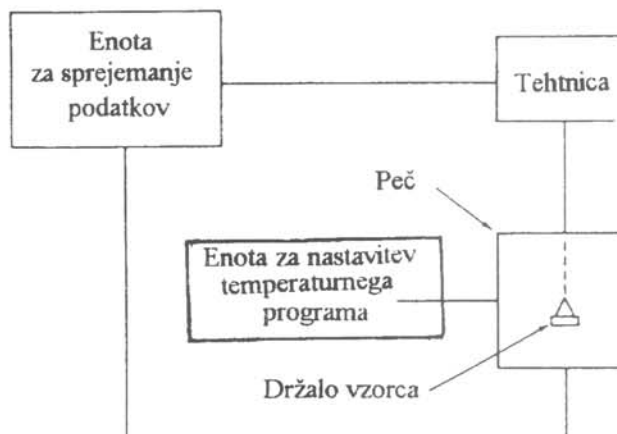 Enota
za sprejemanje
podatkov
Tehtnica
Peč
Enota za nastavitev
temperaturnega
programa
Držalo vzorca